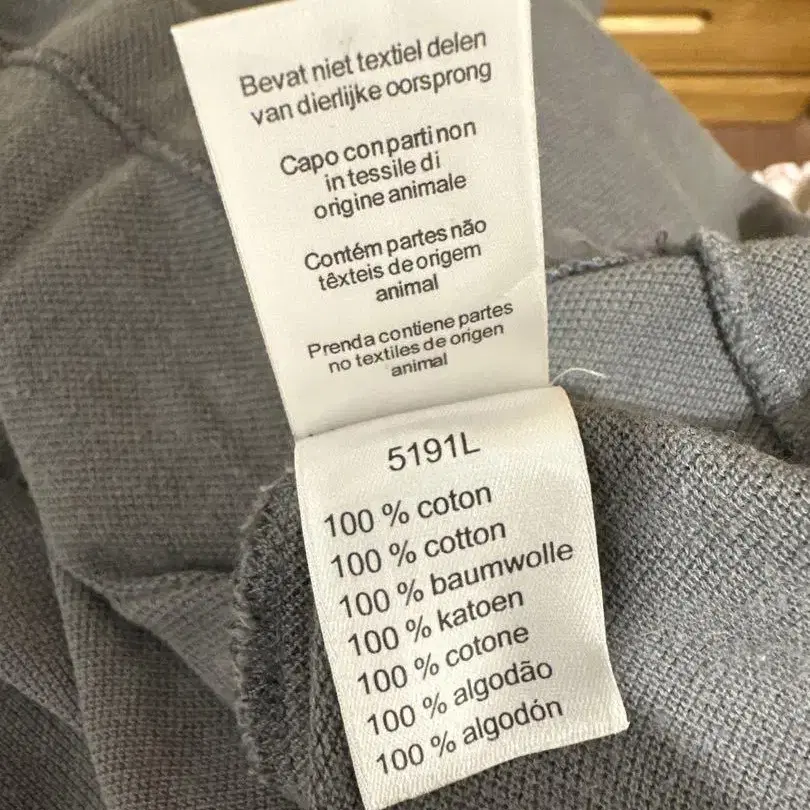 Bevat niet textiel delen
van dierlijke oorsprong
Capo con parti non
in tessile di
origine animale
Contém partes não
têxteis de origem
animal
Prenda contiene partes
no textiles de origen
animal
5191L
100 % coton
100 % cotton
100 % baumwolle
100 % katoen
100 % cotone
100 % algodão
100 % algodón